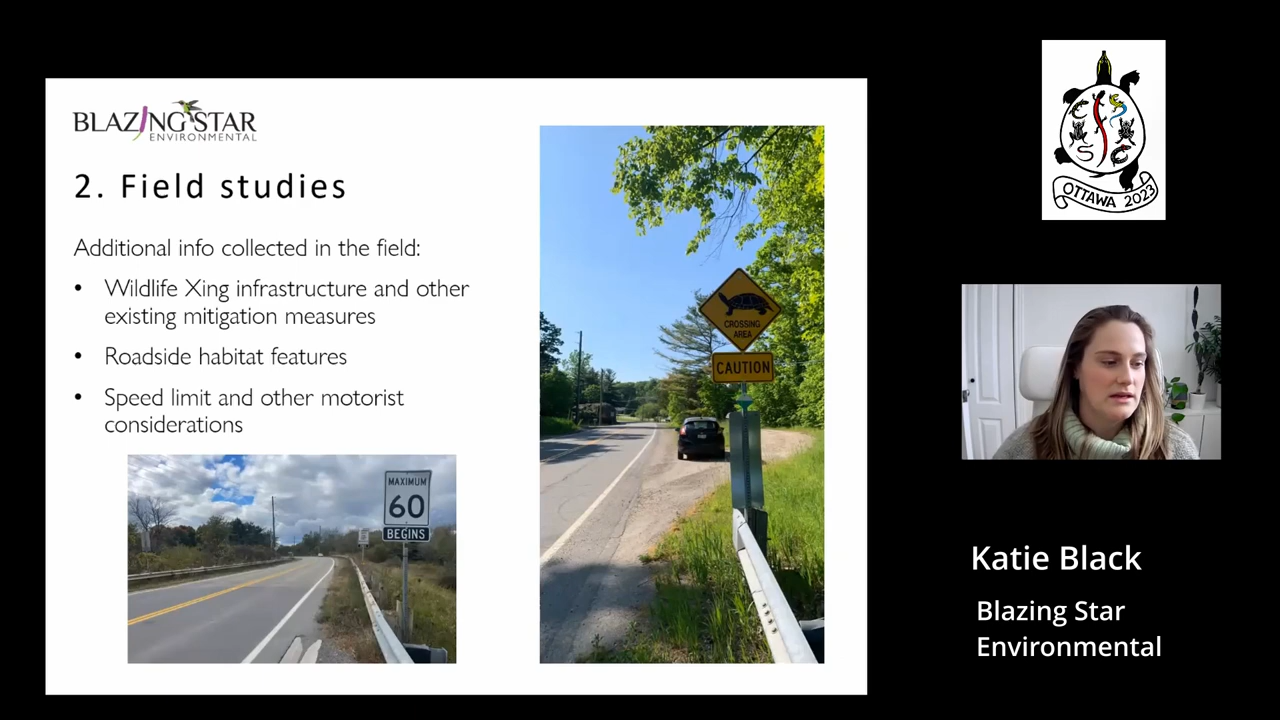 BLAZING STAR
ENVIRONMENTAL
2. Field studies
Additional info collected in the field:
• Wildlife Xing infrastructure and other
existing mitigation measures
• Roadside habitat features
• Speed limit and other motorist
considerations
MAXIMUM
60
BEGINS
CROSSING
AREA
CAUTION
C S
S C
OTTAWA 2023
Katie Black
Blazing Star
Environmental